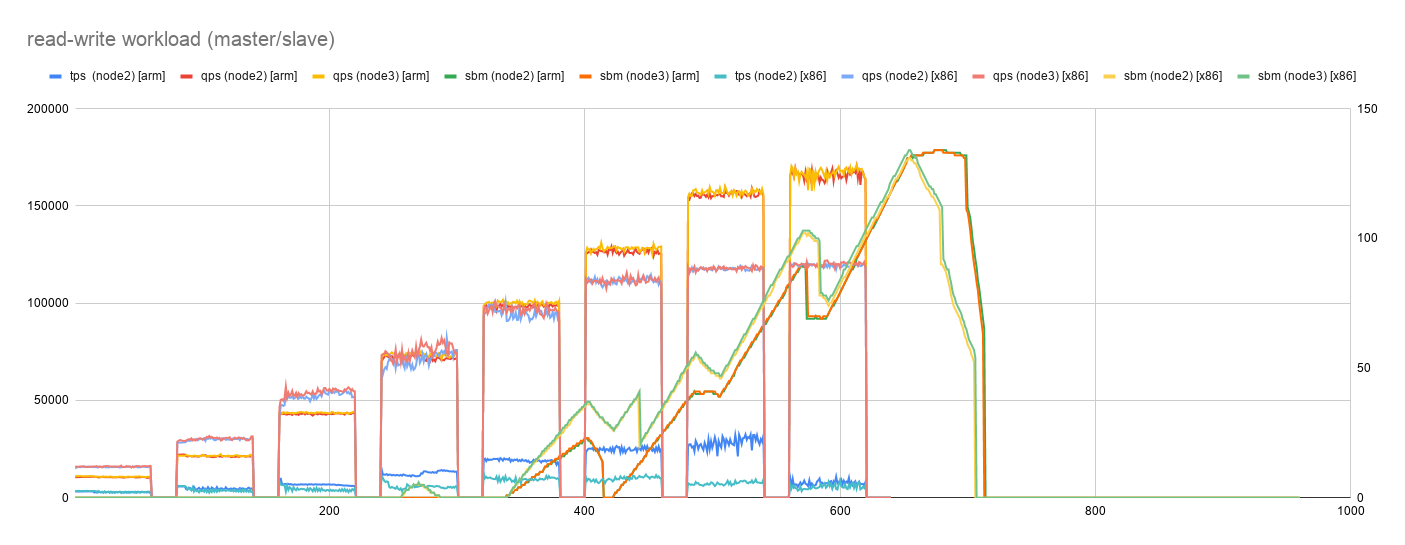 read-write workload (master/slave)
tps (node2) [arm] qps (node2) [arm] qps (node3) [arm] sbm (node2) [arm] sbm (node3) [arm] tps (node2) [x86] qps (node2) [x86] qps (node3) [x86] sbm (node2) [x86] sbm (node3) [x86]
200000 150
150000
100
100000
50
50000
0 0
200 400 600 800 1000